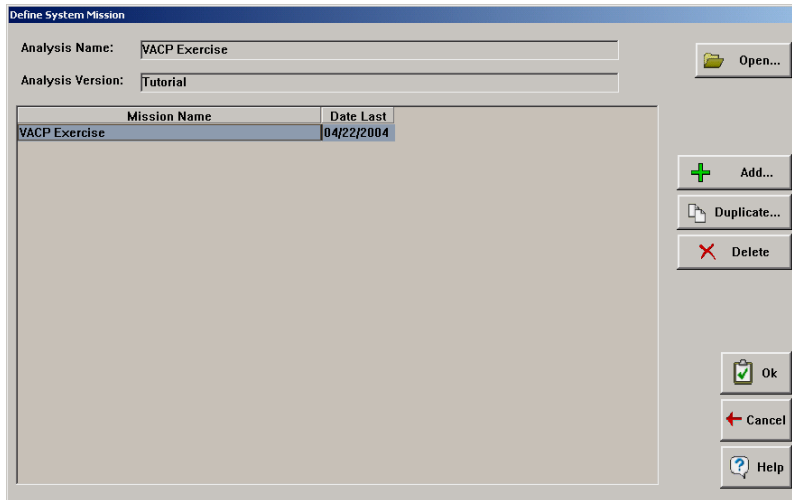 Define System Mission
Analysis Name: VACP Exercise
Open...
Analysis Version: Tutorial
Mission Name Date Last
VACP Exercise 04/22/2004
Add...
Duplicate...
Delete
Ok
Cancel
Help